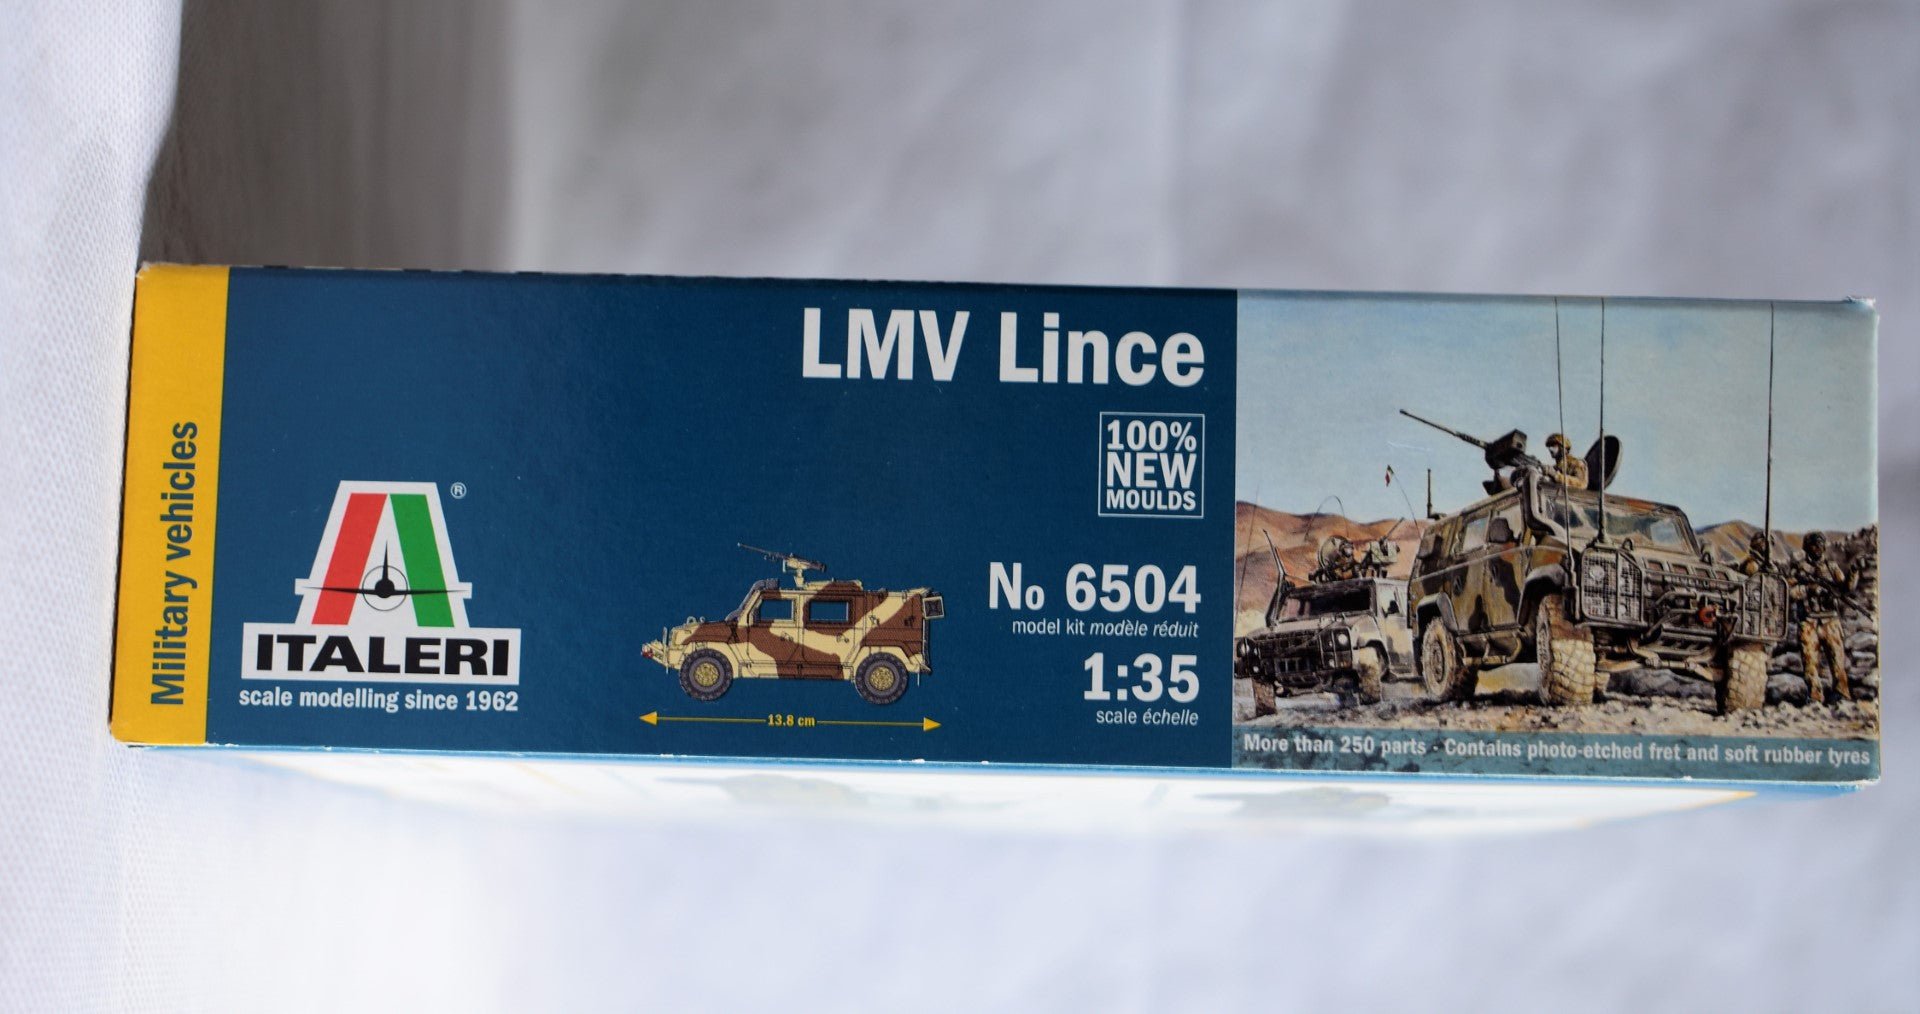 Military vehicles
®
ITALERI
scale modelling since 1962
LMV Lince
100%
NEW
MOULDS
No 6504
model kit modèle réduit
1:35
scale échelle
13.8 cm
More than 250 parts - Contains photo-etched fret and soft rubber tyres